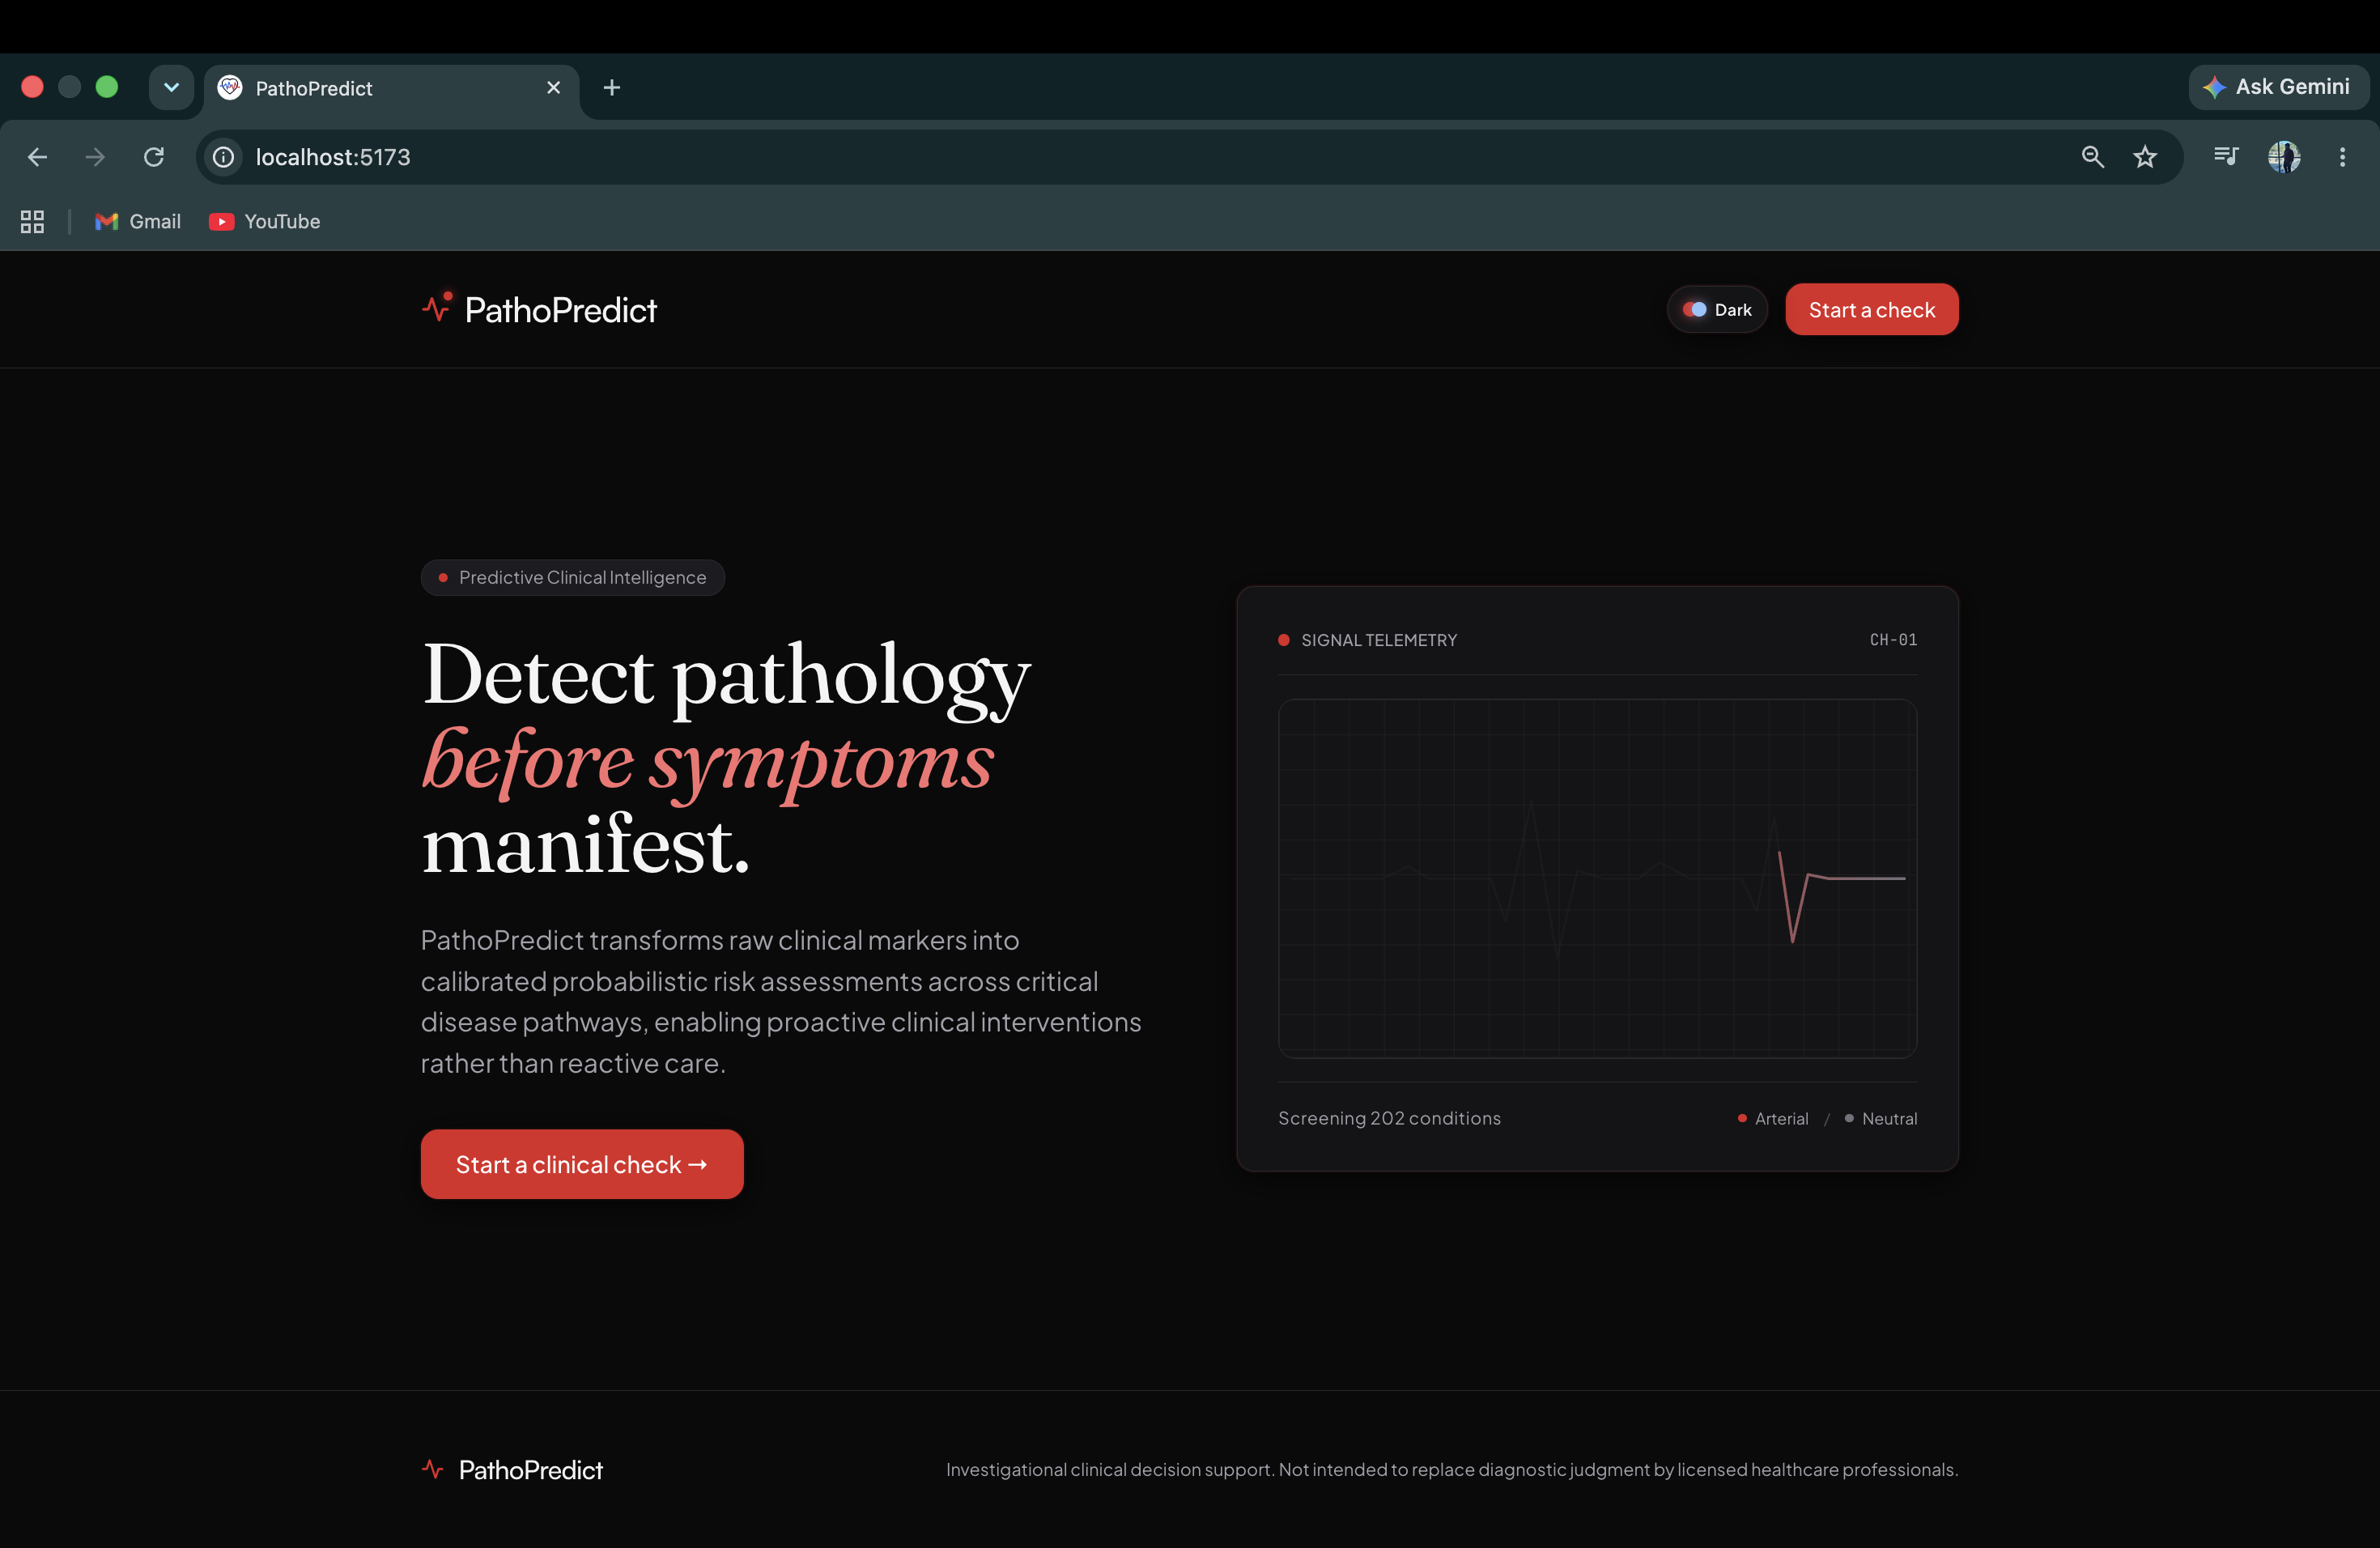 PathoPredict
Ask Gemini
localhost:5173
Gmail
YouTube
PathoPredict
Dark
Start a check
Predictive Clinical Intelligence
Detect pathology
before symptoms
manifest.
PathoPredict transforms raw clinical markers into
calibrated probabilistic risk assessments across critical
disease pathways, enabling proactive clinical interventions
rather than reactive care.
Start a clinical check →
SIGNAL TELEMETRY
CH-01
Screening 202 conditions
Arterial / Neutral
PathoPredict
Investigational clinical decision support. Not intended to replace diagnostic judgment by licensed healthcare professionals.